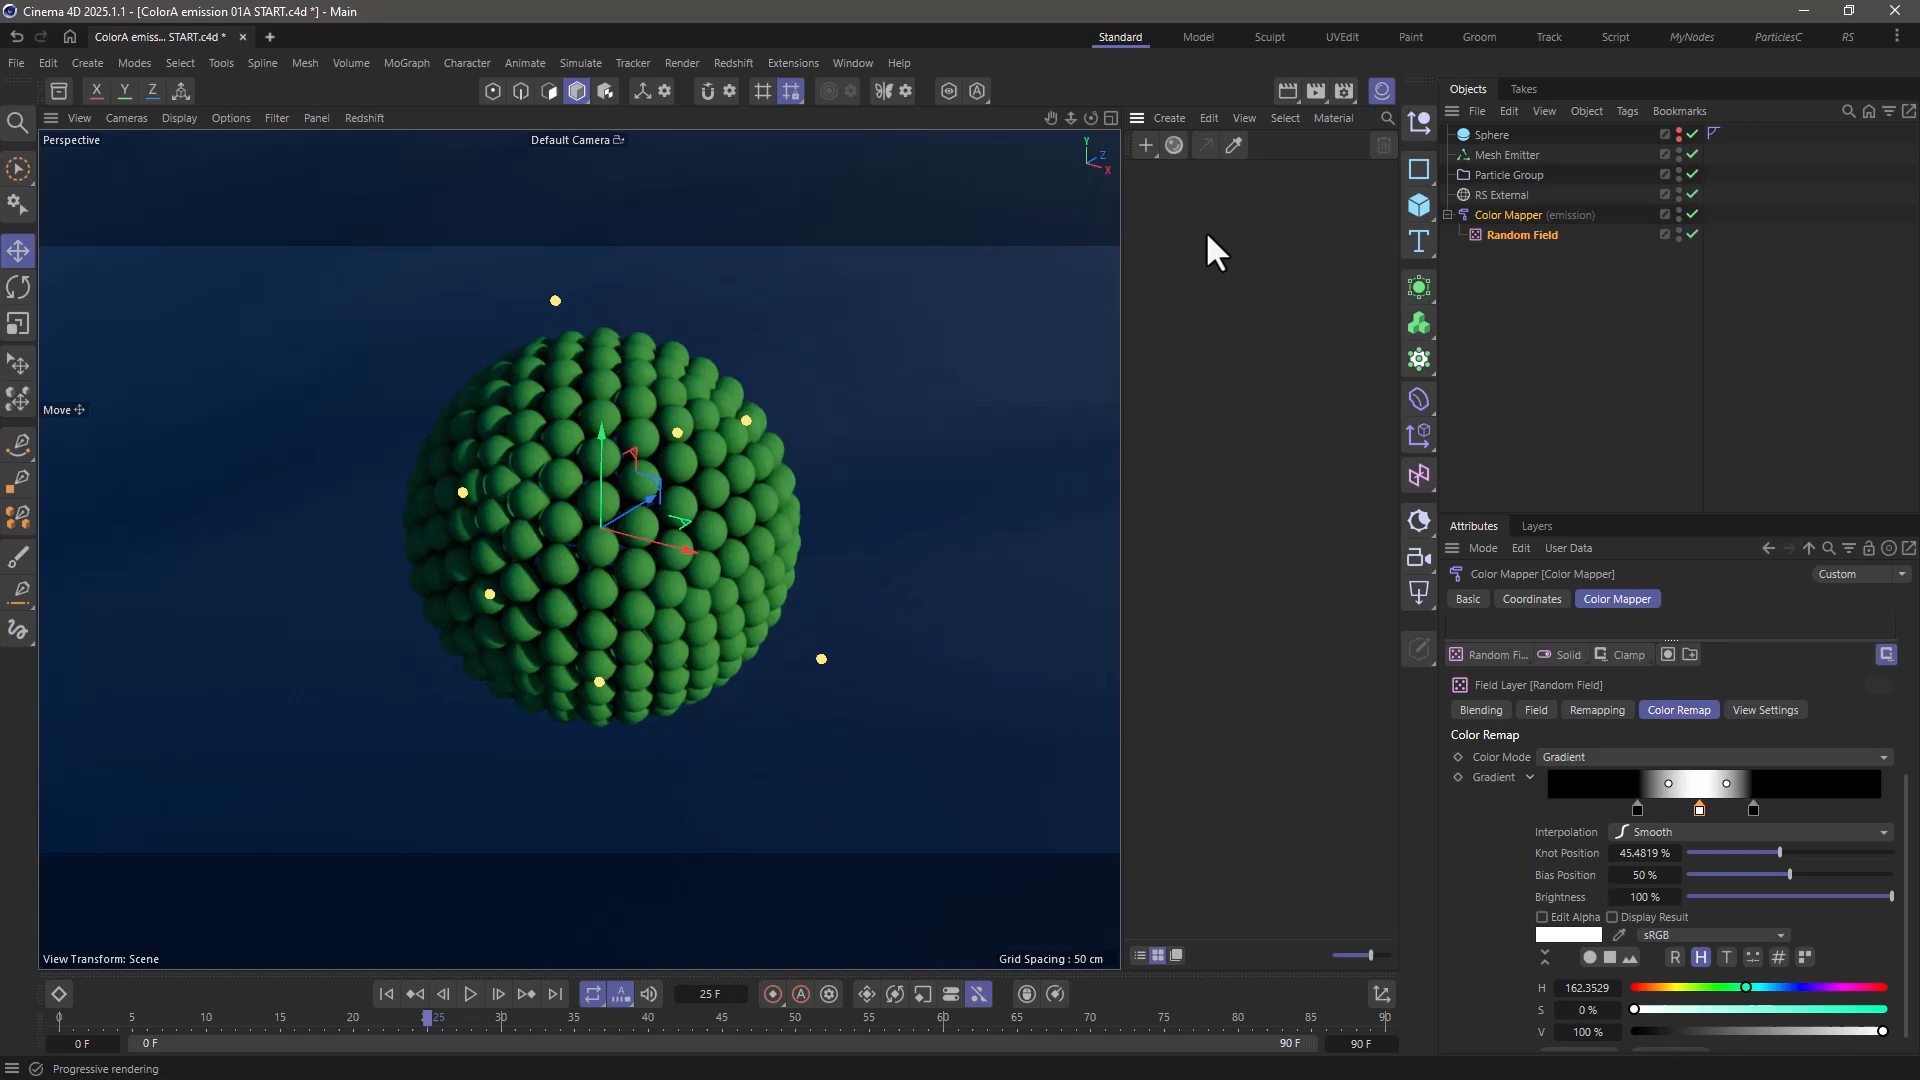 Cinema 4D 2025.1.1 - [ColorA emission 01A START.c4d *] - Main
ColorA emiss... START.c4d *
Standard Model Sculpt UVEdit Paint Groom Track Script MyNodes ParticlesC RS
File Edit Create Modes Select Tools Spline Mesh Volume MoGraph Character Animate Simulate Tracker Render Redshift Extensions Window Help
X Y Z
Objects Takes
View Cameras Display Options Filter Panel Redshift
Create Edit View Select Material
File Edit View Object Tags Bookmarks
Perspective
Default Camera
Y
Z
X
Sphere
Mesh Emitter
Particle Group
RS External
Color Mapper (emission)
Random Field
Move
Attributes Layers
Mode Edit User Data
Color Mapper [Color Mapper]
Custom
Basic Coordinates Color Mapper
Random Fi... Solid Clamp
Field Layer [Random Field]
Blending Field Remapping Color Remap View Settings
Color Remap
Color Mode Gradient
Gradient
Interpolation Smooth
Knot Position 45.4819 %
Bias Position 50 %
Brightness 100 %
Edit Alpha Display Result
sRGB
R H T #
H 162.3529
S 0 %
V 100 %
View Transform: Scene
Grid Spacing : 50 cm
25 F
0 5 10 15 20 25 30 35 40 45 50 55 60 65 70 75 80 85 90
0 F 0 F 90 F 90 F
Progressive rendering